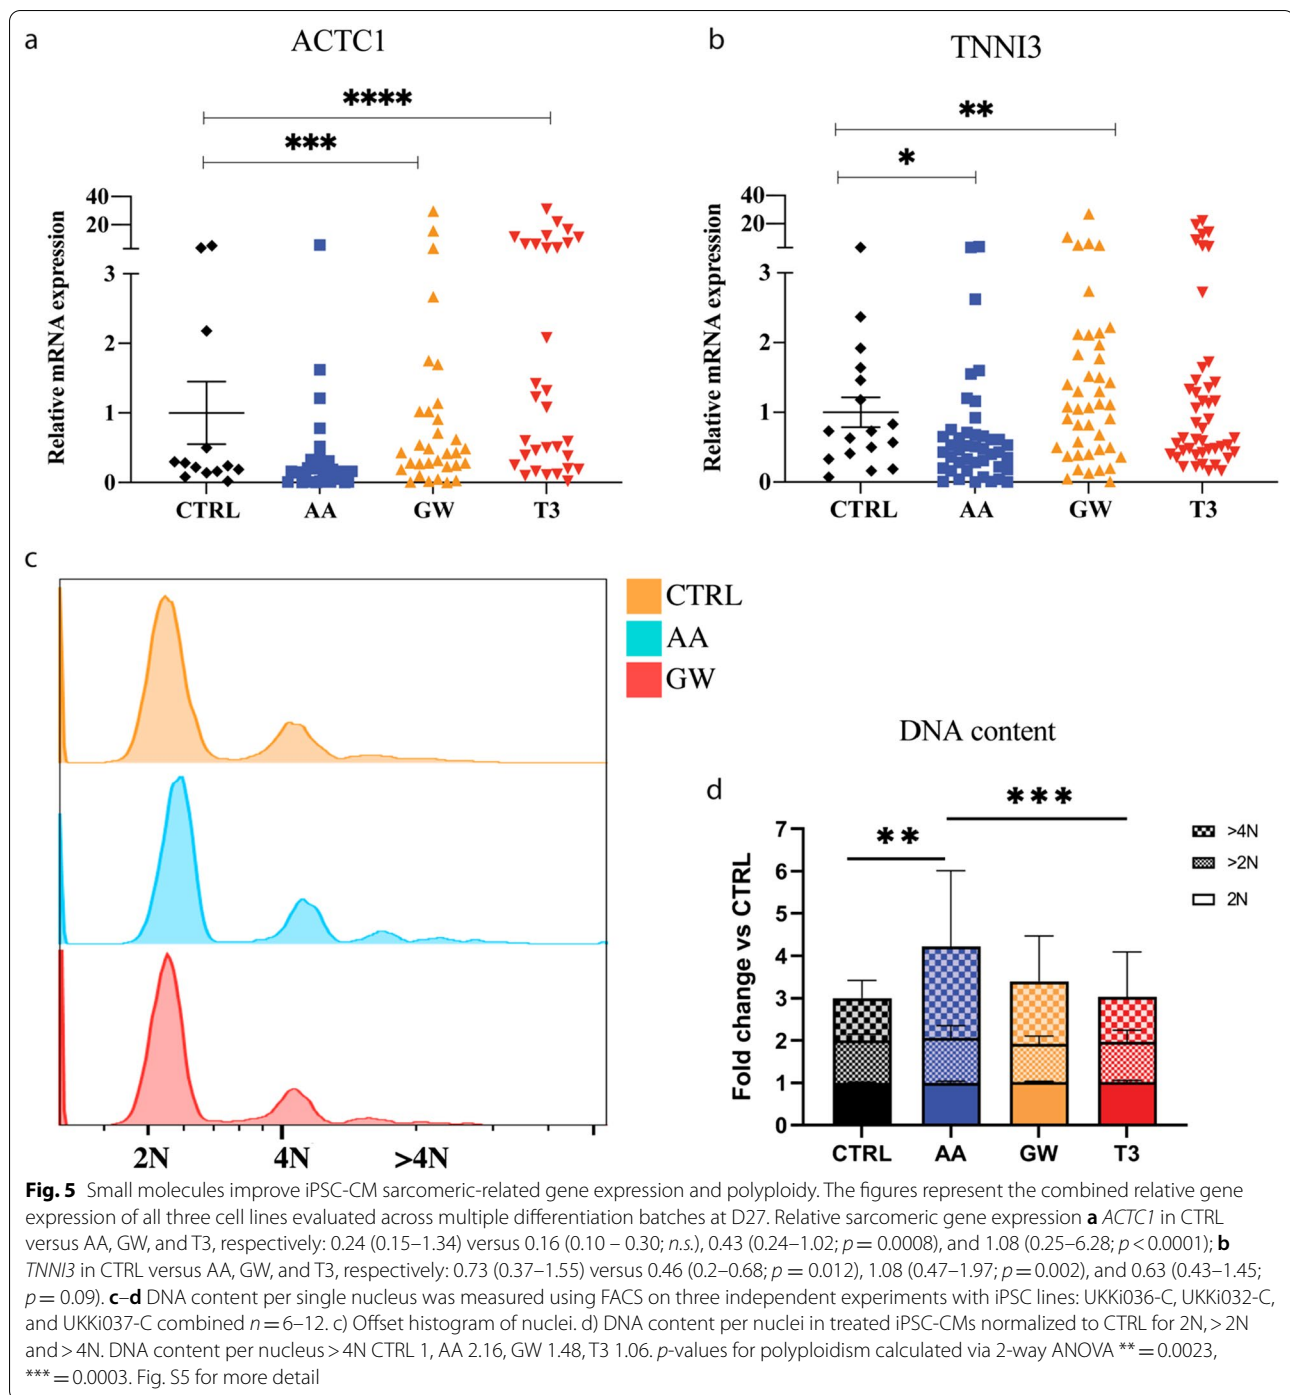 a
ACTC1
****
***
Relative mRNA expression
40
20
3
2
1
0
CTRL AA GW T3
b
TNNI3
**
*
Relative mRNA expression
40
20
3
2
1
0
CTRL AA GW T3
c
CTRL
AA
GW
2N 4N >4N
DNA content
d
***
**
Fold change vs CTRL
7
6
5
4
3
2
1
0
CTRL AA GW T3
>4N
>2N
2N
Fig. 5 Small molecules improve iPSC-CM sarcomeric-related gene expression and polyploidy. The figures represent the combined relative gene
expression of all three cell lines evaluated across multiple differentiation batches at D27. Relative sarcomeric gene expression a ACTC1 in CTRL
versus AA, GW, and T3, respectively: 0.24 (0.15–1.34) versus 0.16 (0.10 – 0.30; n.s.), 0.43 (0.24–1.02; p = 0.0008), and 1.08 (0.25–6.28; p < 0.0001); b
TNNI3 in CTRL versus AA, GW, and T3, respectively: 0.73 (0.37–1.55) versus 0.46 (0.2–0.68; p = 0.012), 1.08 (0.47–1.97; p = 0.002), and 0.63 (0.43–1.45;
p = 0.09). c–d DNA content per single nucleus was measured using FACS on three independent experiments with iPSC lines: UKKi036-C, UKKi032-C,
and UKKi037-C combined n = 6–12. c) Offset histogram of nuclei. d) DNA content per nuclei in treated iPSC-CMs normalized to CTRL for 2N, > 2N
and > 4N. DNA content per nucleus > 4N CTRL 1, AA 2.16, GW 1.48, T3 1.06. p-values for polyploidism calculated via 2-way ANOVA ** = 0.0023,
*** = 0.0003. Fig. S5 for more detail